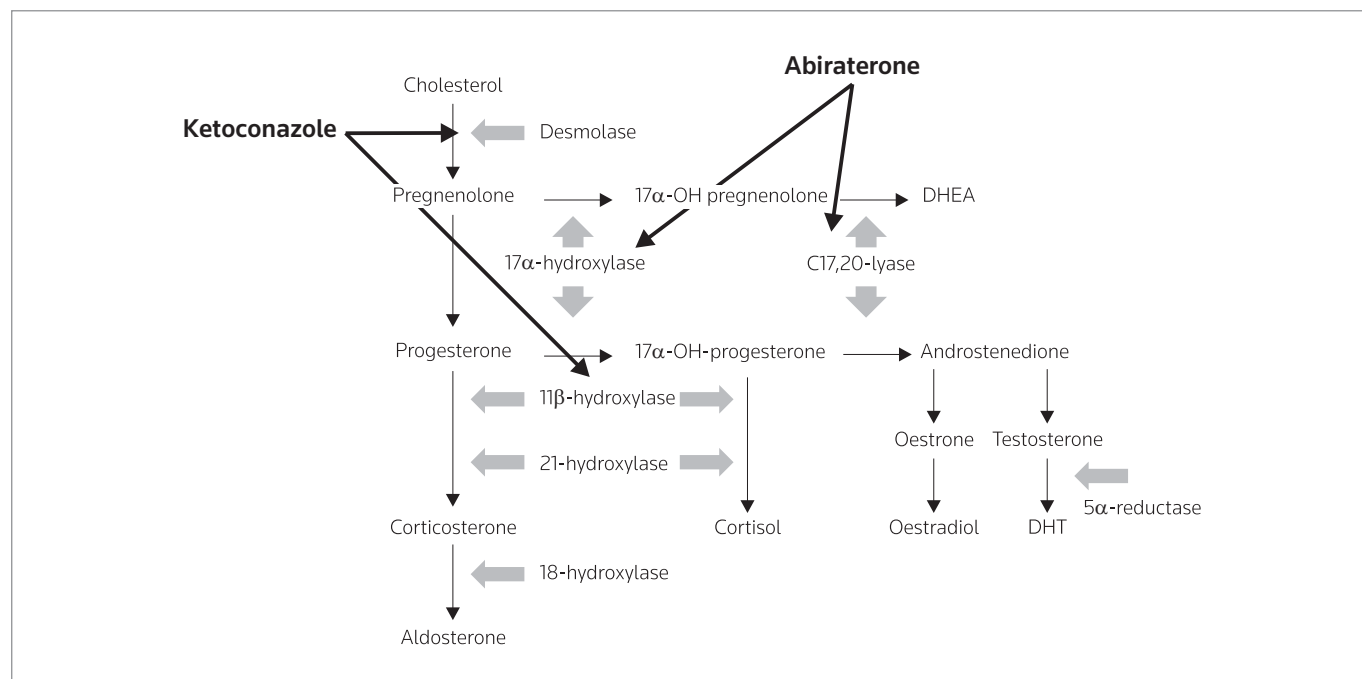 Abiraterone
Cholesterol
Ketoconazole
Desmolase
Pregnenolone
17α-OH pregnenolone
DHEA
17α-hydroxylase
C17,20-lyase
Progesterone
17α-OH-progesterone
Androstenedione
11β-hydroxylase
Oestrone
Testosterone
21-hydroxylase
5α-reductase
Corticosterone
Cortisol
Oestradiol
DHT
18-hydroxylase
Aldosterone